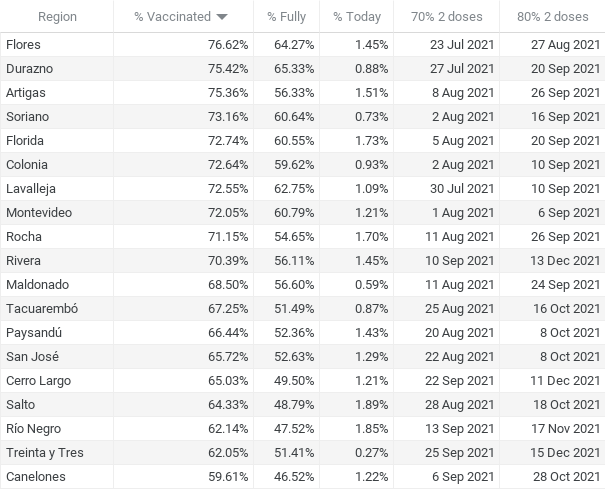 Region % Vaccinated % Fully % Today 70% 2 doses 80% 2 doses
Flores 76.62% 64.27% 1.45% 23 Jul 2021 27 Aug 2021
Durazno 75.42% 65.33% 0.88% 27 Jul 2021 20 Sep 2021
Artigas 75.36% 56.33% 1.51% 8 Aug 2021 26 Sep 2021
Soriano 73.16% 60.64% 0.73% 2 Aug 2021 16 Sep 2021
Florida 72.74% 60.55% 1.73% 5 Aug 2021 20 Sep 2021
Colonia 72.64% 59.62% 0.93% 2 Aug 2021 10 Sep 2021
Lavalleja 72.55% 62.75% 1.09% 30 Jul 2021 10 Sep 2021
Montevideo 72.05% 60.79% 1.21% 1 Aug 2021 6 Sep 2021
Rocha 71.15% 54.65% 1.70% 11 Aug 2021 26 Sep 2021
Rivera 70.39% 56.11% 1.45% 10 Sep 2021 13 Dec 2021
Maldonado 68.50% 56.60% 0.59% 11 Aug 2021 24 Sep 2021
Tacuarembó 67.25% 51.49% 0.87% 25 Aug 2021 16 Oct 2021
Paysandú 66.44% 52.36% 1.43% 20 Aug 2021 8 Oct 2021
San José 65.72% 52.63% 1.29% 22 Aug 2021 8 Oct 2021
Cerro Largo 65.03% 49.50% 1.21% 22 Sep 2021 11 Dec 2021
Salto 64.33% 48.79% 1.89% 28 Aug 2021 18 Oct 2021
Río Negro 62.14% 47.52% 1.85% 13 Sep 2021 17 Nov 2021
Treinta y Tres 62.05% 51.41% 0.27% 25 Sep 2021 15 Dec 2021
Canelones 59.61% 46.52% 1.22% 6 Sep 2021 28 Oct 2021